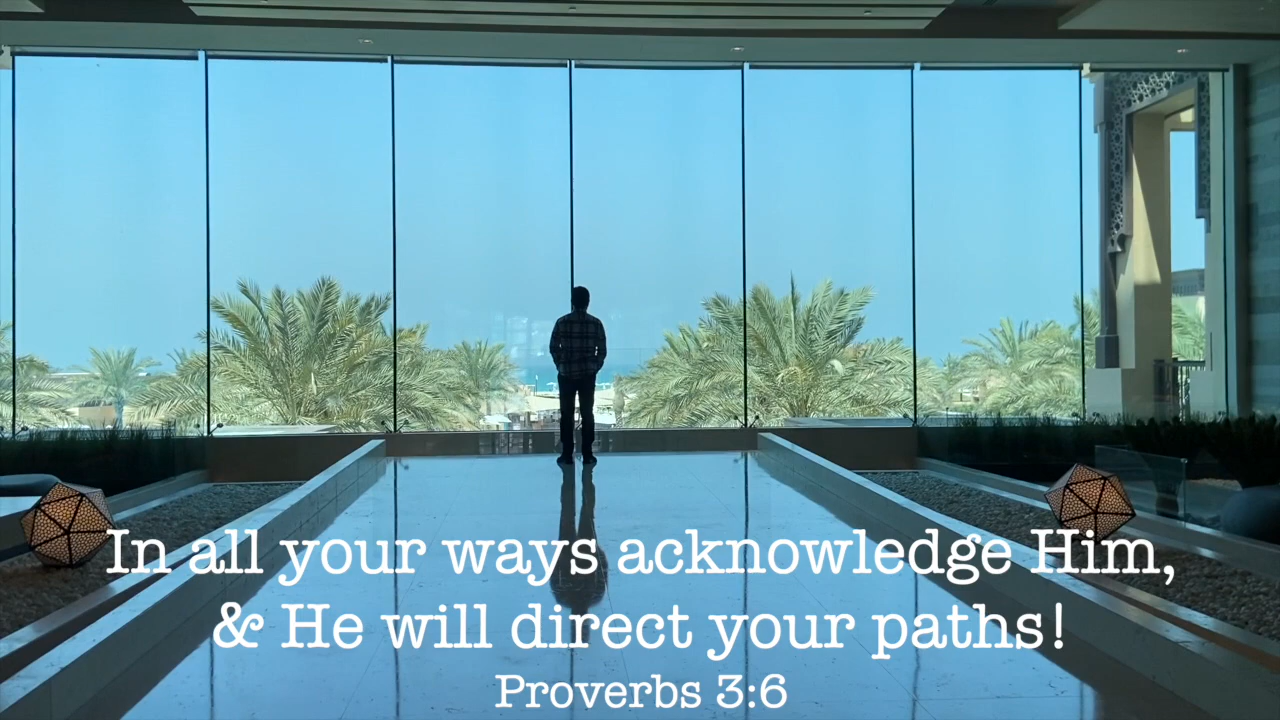 In all your ways acknowledge Him,
& He will direct your paths!
Proverbs 3:6